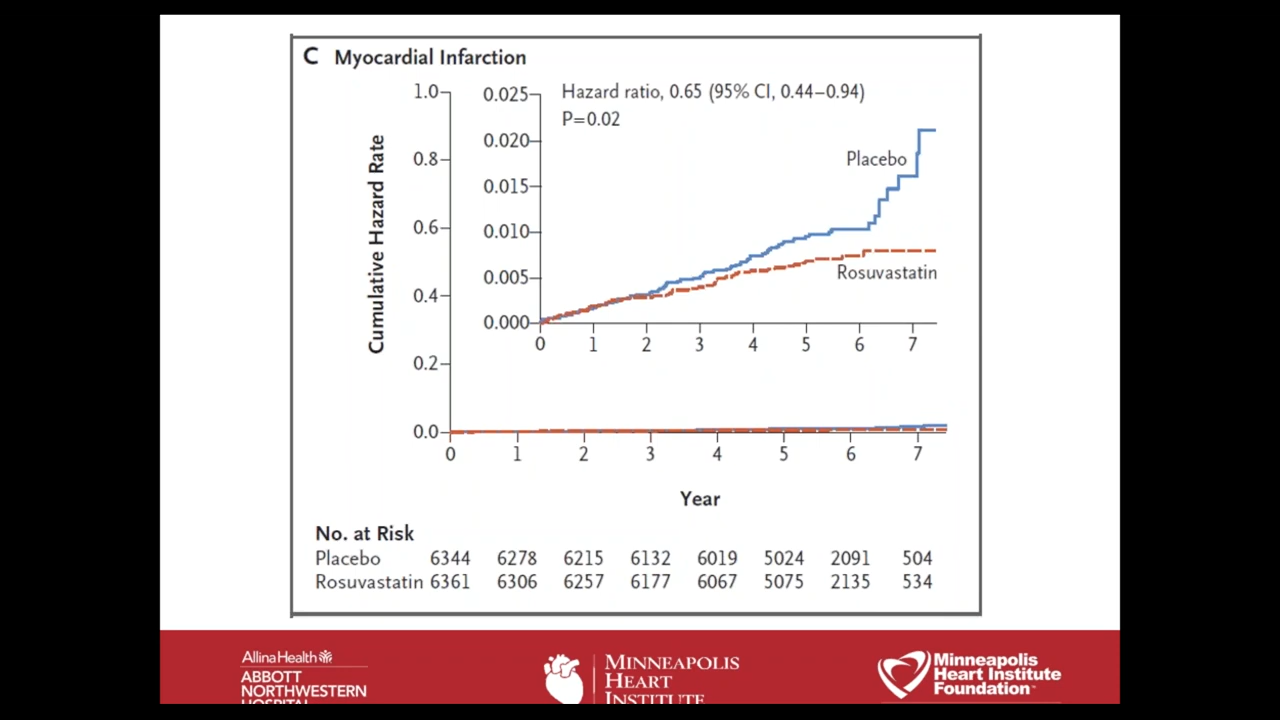 C Myocardial Infarction
Cumulative Hazard Rate
1.0
0.8
0.6
0.4
0.2
0.0
0 1 2 3 4 5 6 7
0.025
0.020
0.015
0.010
0.005
0.000
0 1 2 3 4 5 6 7
Hazard ratio, 0.65 (95% CI, 0.44–0.94)
P=0.02
Placebo
Rosuvastatin
Year
No. at Risk
Placebo 6344 6278 6215 6132 6019 5024 2091 504
Rosuvastatin 6361 6306 6257 6177 6067 5075 2135 534
Allina Health
ABBOTT
NORTHWESTERN
HOSPITAL
MINNEAPOLIS
HEART
INSTITUTE
Minneapolis
Heart Institute
Foundation